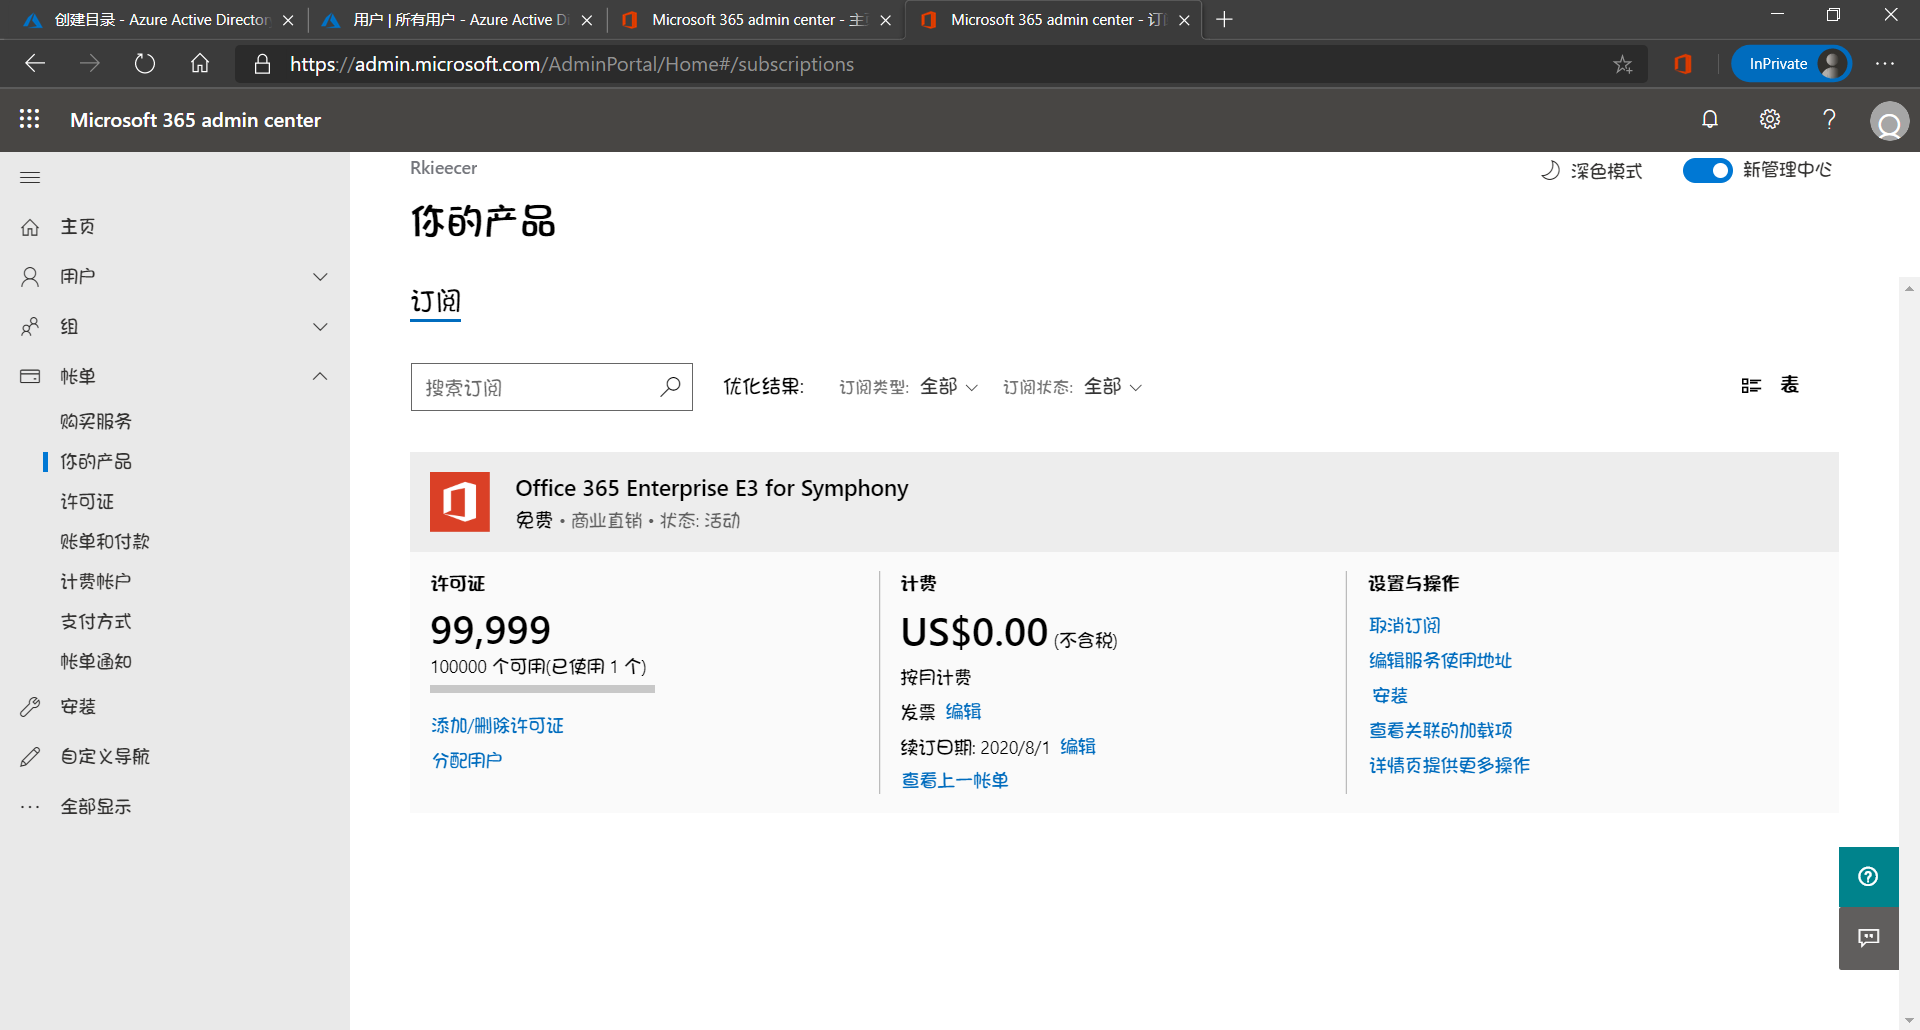 创建目录 - Azure Active Director
用户 | 所有用户 - Azure Active Di
Microsoft 365 admin center - 主
Microsoft 365 admin center - 订
https://admin.microsoft.com/AdminPortal/Home#/subscriptions
InPrivate
Microsoft 365 admin center
Rkieecer
深色模式
新管理中心
你的产品
主页
用户
组
帐单
购买服务
你的产品
许可证
账单和付款
计费帐户
支付方式
帐单通知
安装
自定义导航
全部显示
订阅
搜索订阅
优化结果:
订阅类型: 全部
订阅状态: 全部
表
Office 365 Enterprise E3 for Symphony
免费 • 商业直销 • 状态: 活动
许可证
99,999
100000 个可用(已使用 1 个)
添加/删除许可证
分配用户
计费
US$0.00 (不含税)
按月计费
发票 编辑
续订日期: 2020/8/1 编辑
查看上一帐单
设置与操作
取消订阅
编辑服务使用地址
安装
查看关联的加载项
详情页提供更多操作